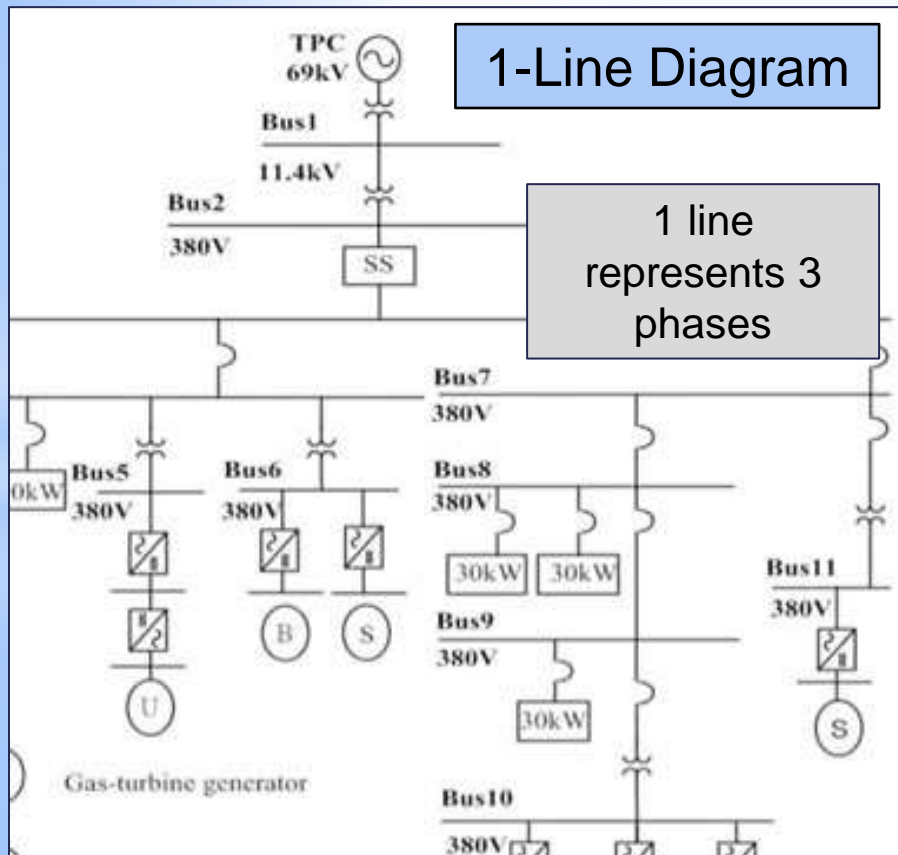 TPC
69kV
1-Line Diagram
Bus1
11.4kV
Bus2
380V
SS
1 line
represents 3
phases
Bus7
380V
0kW
Bus5
380V
Bus6
380V
Bus8
380V
30kW
30kW
Bus11
380V
B
S
Bus9
380V
U
30kW
S
Gas-turbine generator
Bus10
380V